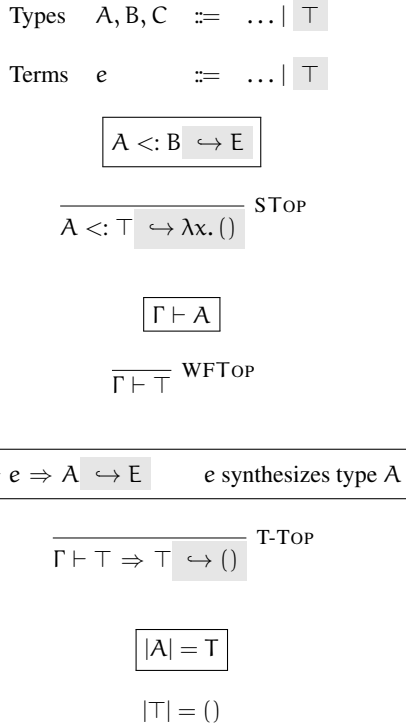 Types A, B, C ::= … | ⊤
Terms e ::= … | ⊤
A <: B ↪ E
A <: ⊤ ↪ λx. () STOP
Γ ⊢ A
Γ ⊢ ⊤ WFTOP
e ⇒ A ↪ E e synthesizes type A
Γ ⊢ ⊤ ⇒ ⊤ ↪ () T-TOP
|A| = T
|⊤| = ()